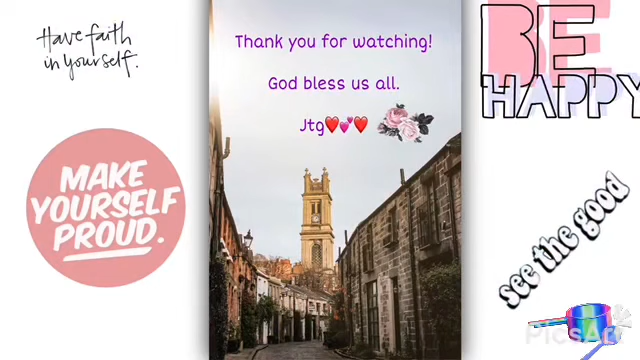 Have faith
in yourself.
MAKE
YOURSELF
PROUD.
Thank you for watching!
God bless us all.
Jtg❤️💕❤️
BE
HAPPY
see the good
PicsArt